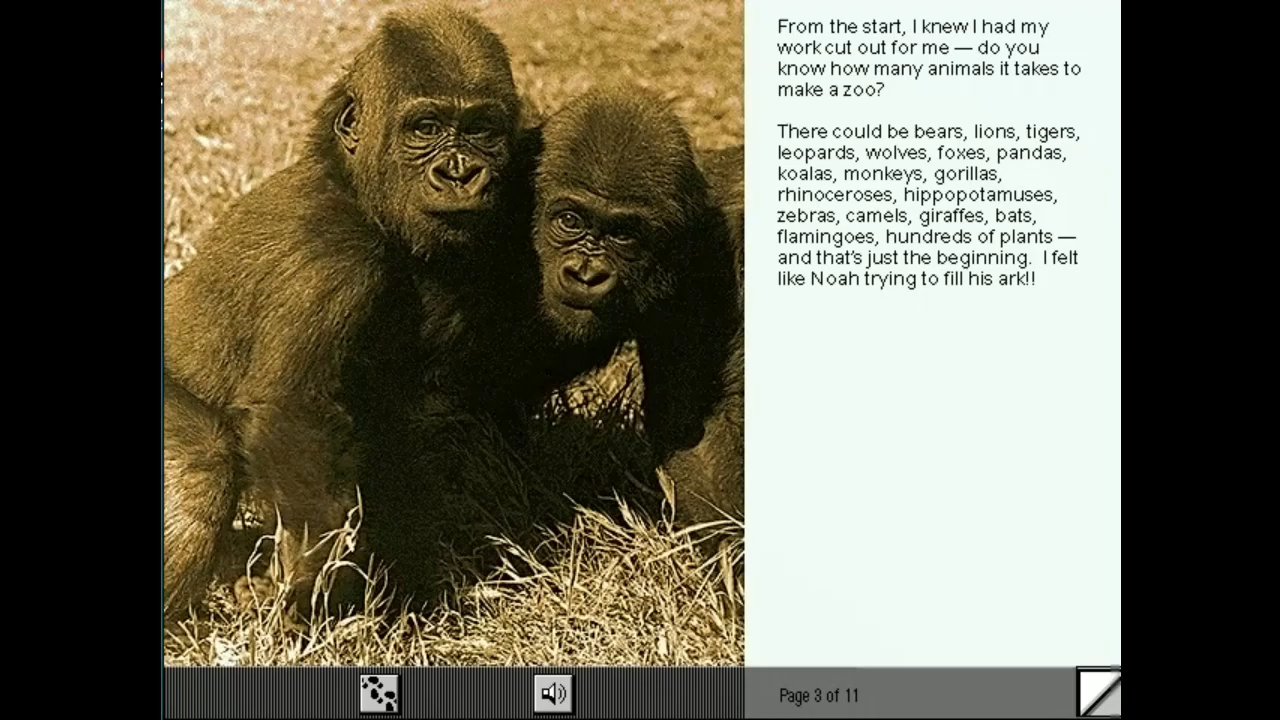 From the start, I knew I had my
work cut out for me — do you
know how many animals it takes to
make a zoo?
There could be bears, lions, tigers,
leopards, wolves, foxes, pandas,
koalas, monkeys, gorillas,
rhinoceroses, hippopotamuses,
zebras, camels, giraffes, bats,
flamingoes, hundreds of plants —
and that's just the beginning.  I felt
like Noah trying to fill his ark!!
Page 3 of 11